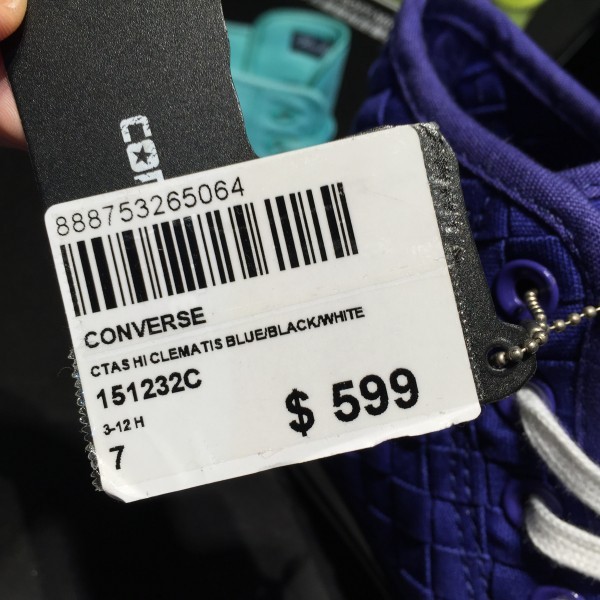 888753265064
CONVERSE
CTAS HI CLEMATIS BLUE/BLACK/WHITE
151232C
3-12 H
7
$ 599